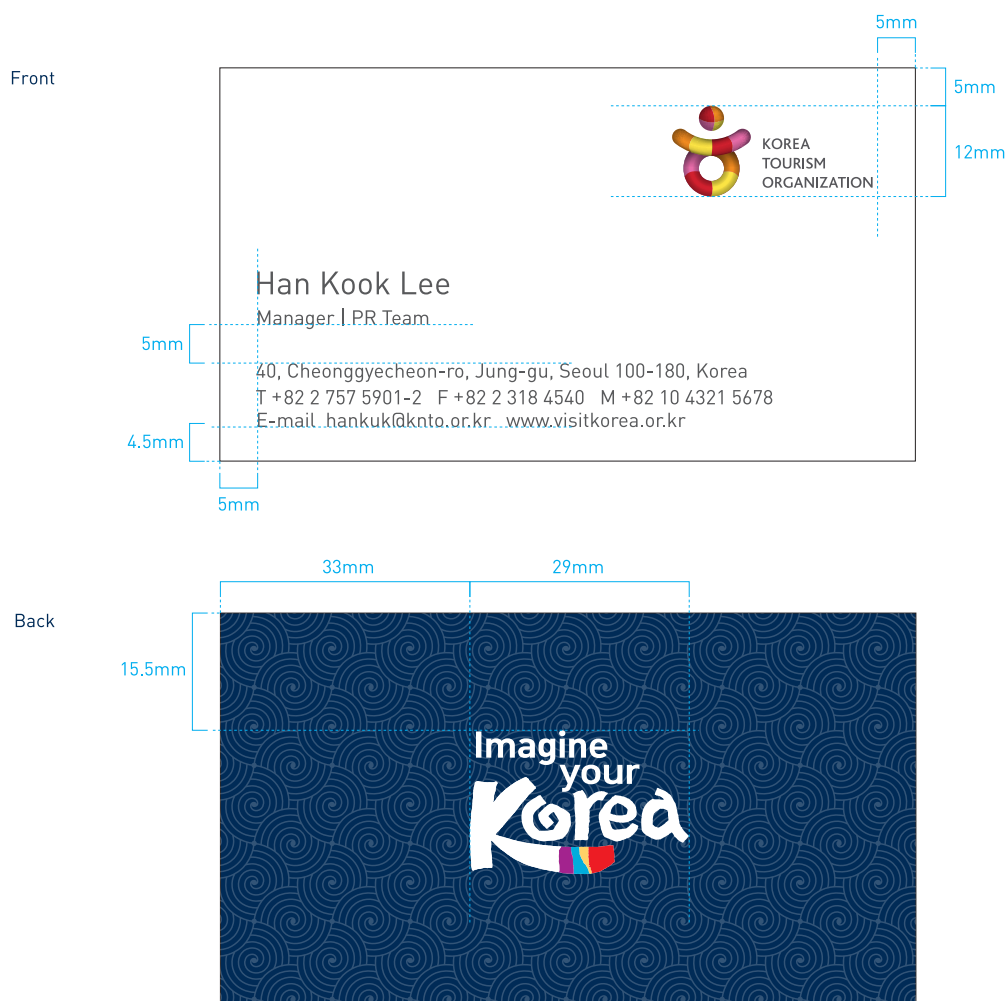 5mm
Front
5mm
12mm
KOREA
TOURISM
ORGANIZATION
Han Kook Lee
Manager | PR Team
5mm
40, Cheonggyecheon-ro, Jung-gu, Seoul 100-180, Korea
T +82 2 757 5901-2 F +82 2 318 4540 M +82 10 4321 5678
E-mail hankuk@knto.or.kr www.visitkorea.or.kr
4.5mm
5mm
33mm 29mm
Back
15.5mm
Imagine
your
Korea